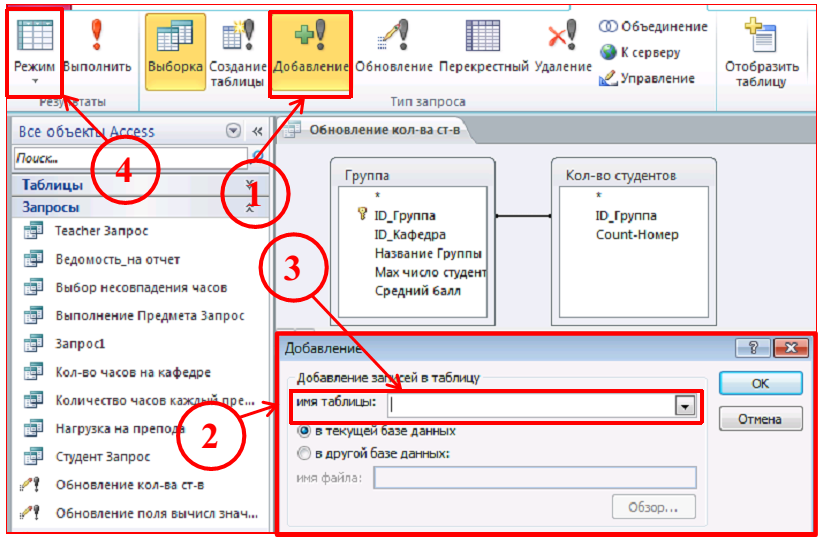 Режим
Выполнить
Выборка
Создание
таблицы
Добавление
Обновление
Перекрестный
Удаление
Объединение
К серверу
Управление
Отобразить
таблицу
Результаты
Тип запроса
Все объекты Access
Поиск...
Таблицы
Запросы
Teacher Запрос
Ведомость_на отчет
Выбор несовпадения часов
Выполнение Предмета Запрос
Запрос1
Кол-во часов на кафедре
Количество часов каждый пре...
Нагрузка на препода
Студент Запрос
Обновление кол-ва ст-в
Обновление поля вычисл знач...
4
1
3
2
Обновление кол-ва ст-в
Группа
*
ID_Группа
ID_Кафедра
Название Группы
Мах число студент
Средний балл
Кол-во студентов
*
ID_Группа
Count-Номер
Добавление
Добавление записей в таблицу
имя таблицы:
в текущей базе данных
в другой базе данных:
имя файла:
Обзор...
ОК
Отмена